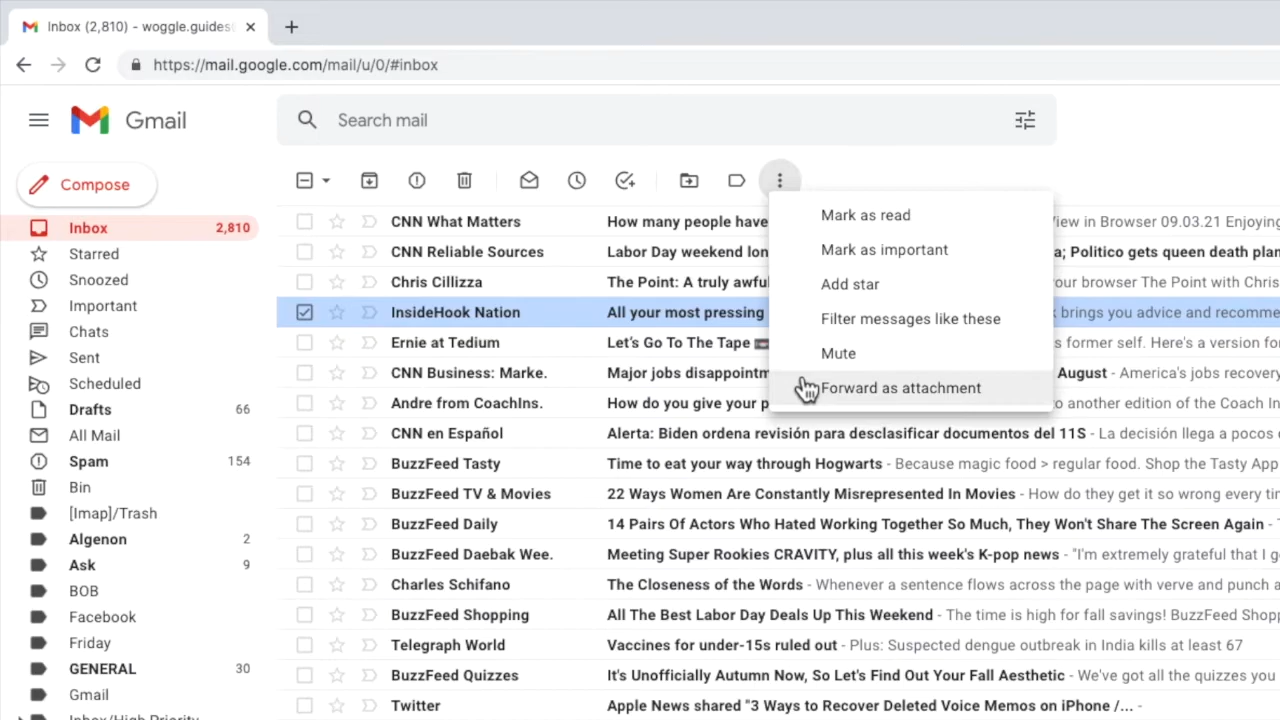 Inbox (2,810) - woggle.guides
https://mail.google.com/mail/u/0/#inbox
Gmail
Search mail
Compose
Inbox 2,810
Starred
Snoozed
Important
Chats
Sent
Scheduled
Drafts 66
All Mail
Spam 154
Bin
[Imap]/Trash
Algenon 2
Ask 9
BOB
Facebook
Friday
GENERAL 30
Gmail
Inbox/High Priority
Mark as read
Mark as important
Add star
Filter messages like these
Mute
Forward as attachment
CNN What Matters How many people have View in Browser 09.03.21 Enjoying
CNN Reliable Sources Labor Day weekend lon a; Politico gets queen death plan
Chris Cillizza The Point: A truly awfu our browser The Point with Chris
InsideHook Nation All your most pressing k brings you advice and recomme
Ernie at Tedium Let's Go To The Tape s former self. Here's a version fo
CNN Business: Marke. Major jobs disappointm August - America's jobs recovery
Andre from CoachIns. How do you give your p o another edition of the Coach In
CNN en Español Alerta: Biden ordena revisión para desclasificar documentos del 11S - La decisión llega a pocos
BuzzFeed Tasty Time to eat your way through Hogwarts - Because magic food > regular food. Shop the Tasty App
BuzzFeed TV & Movies 22 Ways Women Are Constantly Misrepresented In Movies - How do they get it so wrong every ti
BuzzFeed Daily 14 Pairs Of Actors Who Hated Working Together So Much, They Won't Share The Screen Again -
BuzzFeed Daebak Wee. Meeting Super Rookies CRAVITY, plus all this week's K-pop news - "I'm extremely grateful that I g
Charles Schifano The Closeness of the Words - Whenever a sentence flows across the page with verve and punch a
BuzzFeed Shopping All The Best Labor Day Deals Up This Weekend - The time is high for fall savings! BuzzFeed Shopp
Telegraph World Vaccines for under-15s ruled out - Plus: Suspected dengue outbreak in India kills at least 67
BuzzFeed Quizzes It's Unofficially Autumn Now, So Let's Find Out Your Fall Aesthetic - We've got all the quizzes you
Twitter Apple News shared "3 Ways to Recover Deleted Voice Memos on iPhone /... -